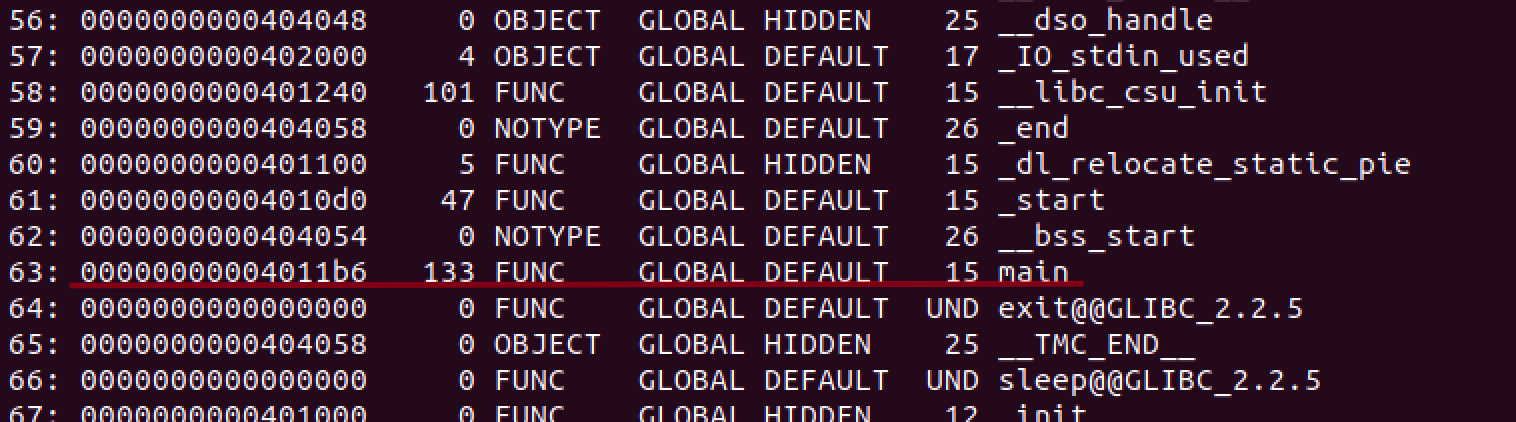 56: 0000000000404048 0 OBJECT GLOBAL HIDDEN 25 __dso_handle
57: 0000000000402000 4 OBJECT GLOBAL DEFAULT 17 _IO_stdin_used
58: 0000000000401240 101 FUNC GLOBAL DEFAULT 15 __libc_csu_init
59: 0000000000404058 0 NOTYPE GLOBAL DEFAULT 26 _end
60: 0000000000401100 5 FUNC GLOBAL HIDDEN 15 _dl_relocate_static_pie
61: 00000000004010d0 47 FUNC GLOBAL DEFAULT 15 _start
62: 0000000000404054 0 NOTYPE GLOBAL DEFAULT 26 __bss_start
63: 00000000004011b6 133 FUNC GLOBAL DEFAULT 15 main
64: 0000000000000000 0 FUNC GLOBAL DEFAULT UND exit@@GLIBC_2.2.5
65: 0000000000404058 0 OBJECT GLOBAL HIDDEN 25 __TMC_END__
66: 0000000000000000 0 FUNC GLOBAL DEFAULT UND sleep@@GLIBC_2.2.5
67: 0000000000401000 0 FUNC GLOBAL HIDDEN 12 _init